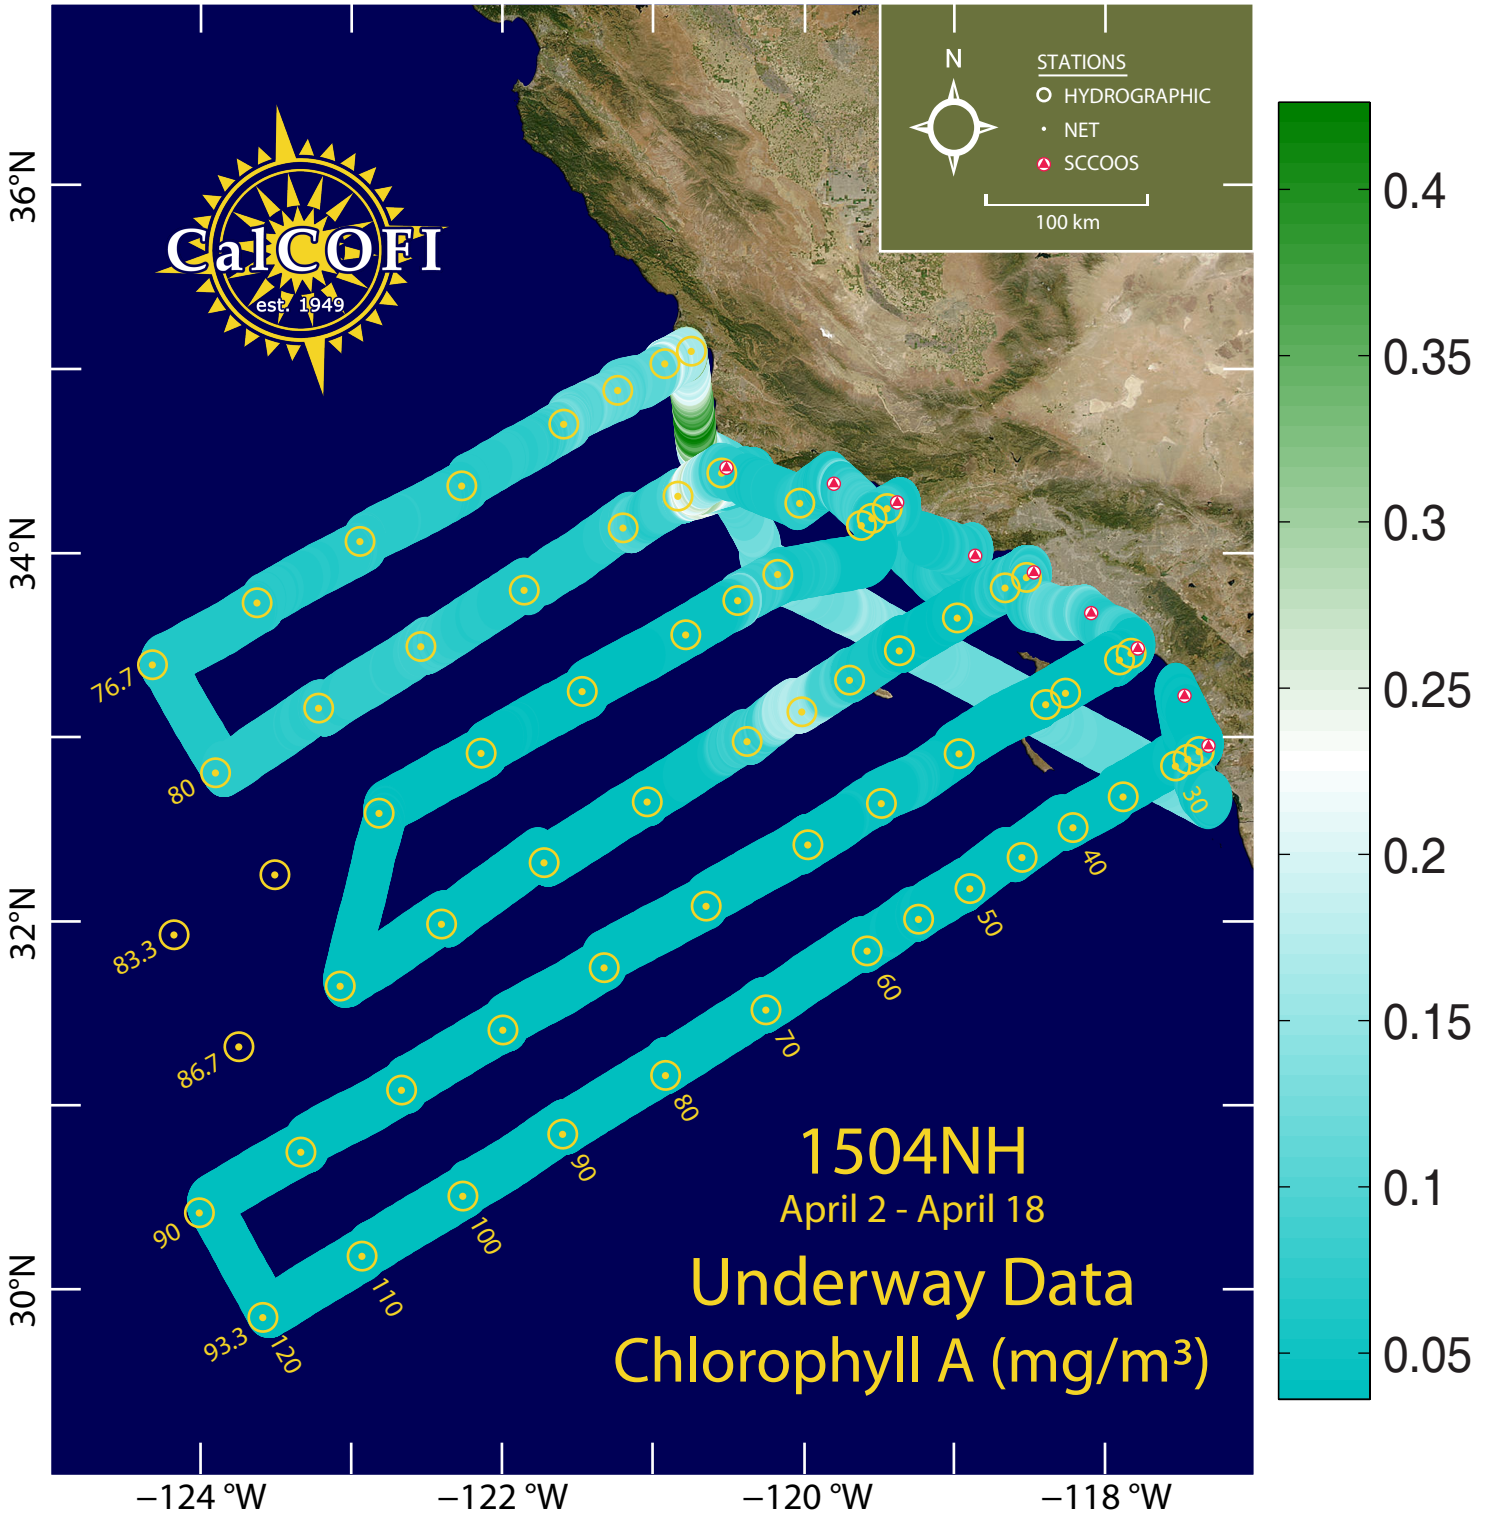 N
STATIONS
HYDROGRAPHIC
NET
SCCOOS
100 km
CalCOFI
est. 1949
36°N
34°N
32°N
30°N
0.4
0.35
0.3
0.25
0.2
0.15
0.1
0.05
76.7
80
83.3
86.7
90
93.3
30
40
50
60
70
80
90
100
110
120
1504NH
April 2 - April 18
Underway Data
Chlorophyll A (mg/m³)
−124 °W
−122 °W
−120 °W
−118 °W